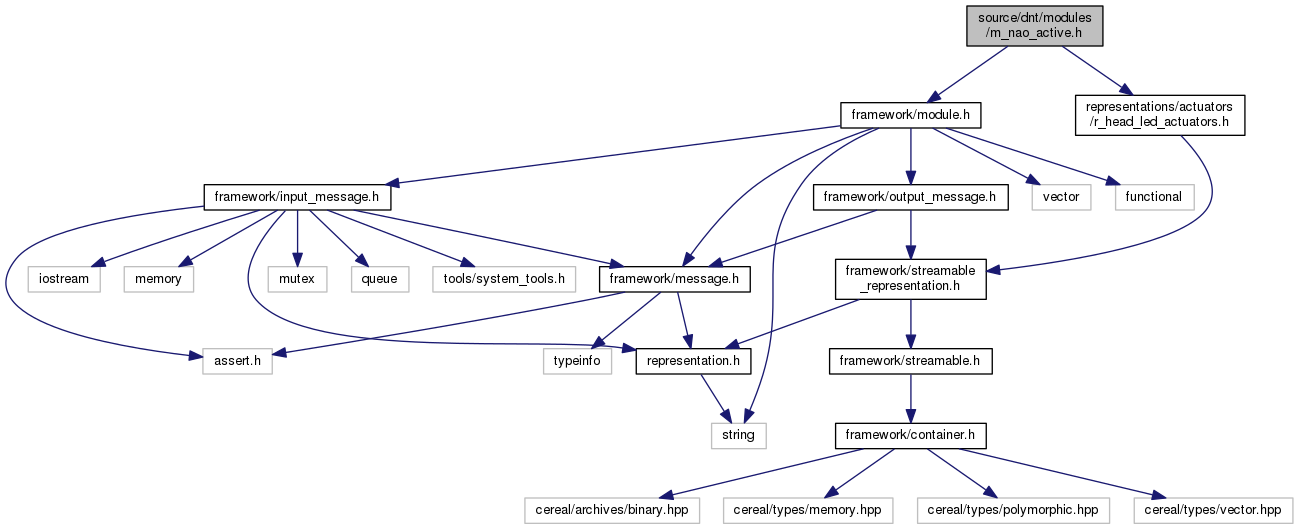 source/dnt/modules
/m_nao_active.h
framework/module.h
representations/actuators
/r_head_led_actuators.h
framework/input_message.h
framework/output_message.h
vector
functional
iostream
memory
mutex
queue
tools/system_tools.h
framework/message.h
framework/streamable
_representation.h
assert.h
typeinfo
representation.h
framework/streamable.h
string
framework/container.h
cereal/archives/binary.hpp
cereal/types/memory.hpp
cereal/types/polymorphic.hpp
cereal/types/vector.hpp